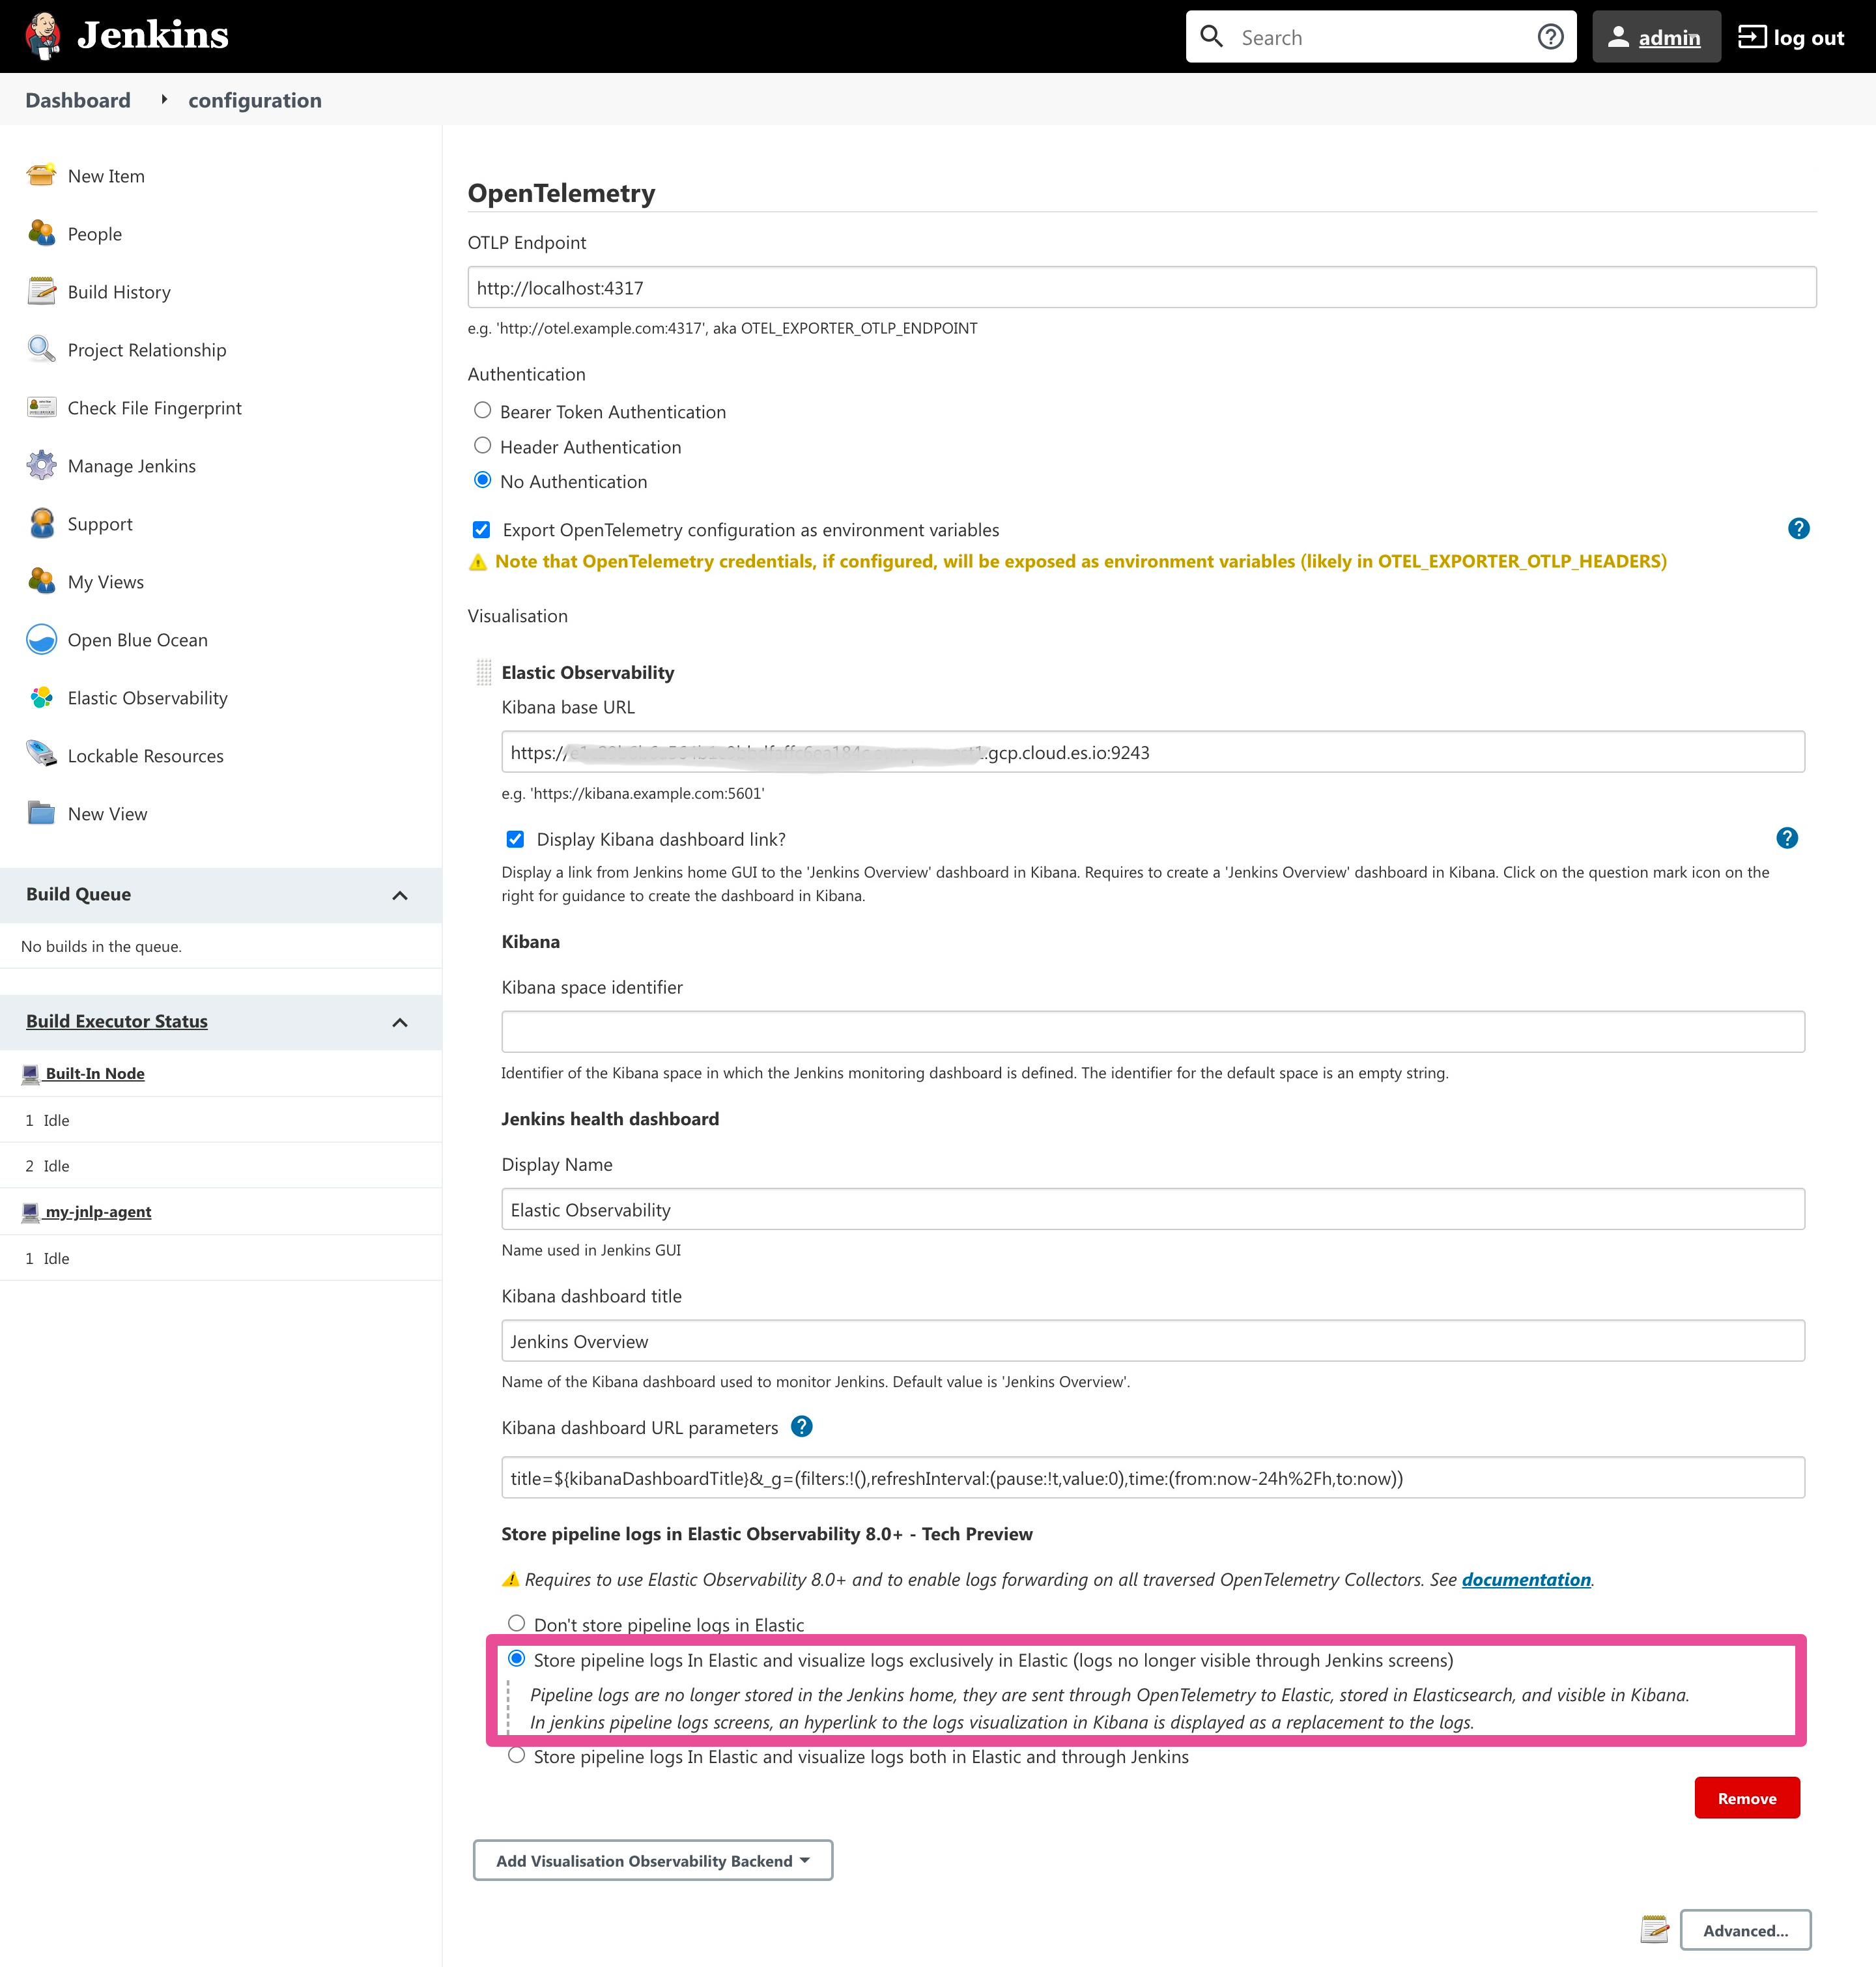 Jenkins
Search
admin
log out
Dashboard
configuration
New Item
People
Build History
Project Relationship
Check File Fingerprint
Manage Jenkins
Support
My Views
Open Blue Ocean
Elastic Observability
Lockable Resources
New View
Build Queue
No builds in the queue.
Build Executor Status
Built-In Node
1 Idle
2 Idle
my-jnlp-agent
1 Idle
OpenTelemetry
OTLP Endpoint
http://localhost:4317
e.g. 'http://otel.example.com:4317', aka OTEL_EXPORTER_OTLP_ENDPOINT
Authentication
Bearer Token Authentication
Header Authentication
No Authentication
Export OpenTelemetry configuration as environment variables
Note that OpenTelemetry credentials, if configured, will be exposed as environment variables (likely in OTEL_EXPORTER_OTLP_HEADERS)
Visualisation
Elastic Observability
Kibana base URL
https:// .gcp.cloud.es.io:9243
e.g. 'https://kibana.example.com:5601'
Display Kibana dashboard link?
Display a link from Jenkins home GUI to the 'Jenkins Overview' dashboard in Kibana. Requires to create a 'Jenkins Overview' dashboard in Kibana. Click on the question mark icon on the
right for guidance to create the dashboard in Kibana.
Kibana
Kibana space identifier
Identifier of the Kibana space in which the Jenkins monitoring dashboard is defined. The identifier for the default space is an empty string.
Jenkins health dashboard
Display Name
Elastic Observability
Name used in Jenkins GUI
Kibana dashboard title
Jenkins Overview
Name of the Kibana dashboard used to monitor Jenkins. Default value is 'Jenkins Overview'.
Kibana dashboard URL parameters
title=${kibanaDashboardTitle}&_g=(filters:!(),refreshInterval:(pause:!t,value:0),time:(from:now-24h%2Fh,to:now))
Store pipeline logs in Elastic Observability 8.0+ - Tech Preview
Requires to use Elastic Observability 8.0+ and to enable logs forwarding on all traversed OpenTelemetry Collectors. See documentation.
Don't store pipeline logs in Elastic
Store pipeline logs In Elastic and visualize logs exclusively in Elastic (logs no longer visible through Jenkins screens)
Pipeline logs are no longer stored in the Jenkins home, they are sent through OpenTelemetry to Elastic, stored in Elasticsearch, and visible in Kibana.
In jenkins pipeline logs screens, an hyperlink to the logs visualization in Kibana is displayed as a replacement to the logs.
Store pipeline logs In Elastic and visualize logs both in Elastic and through Jenkins
Remove
Add Visualisation Observability Backend
Advanced...